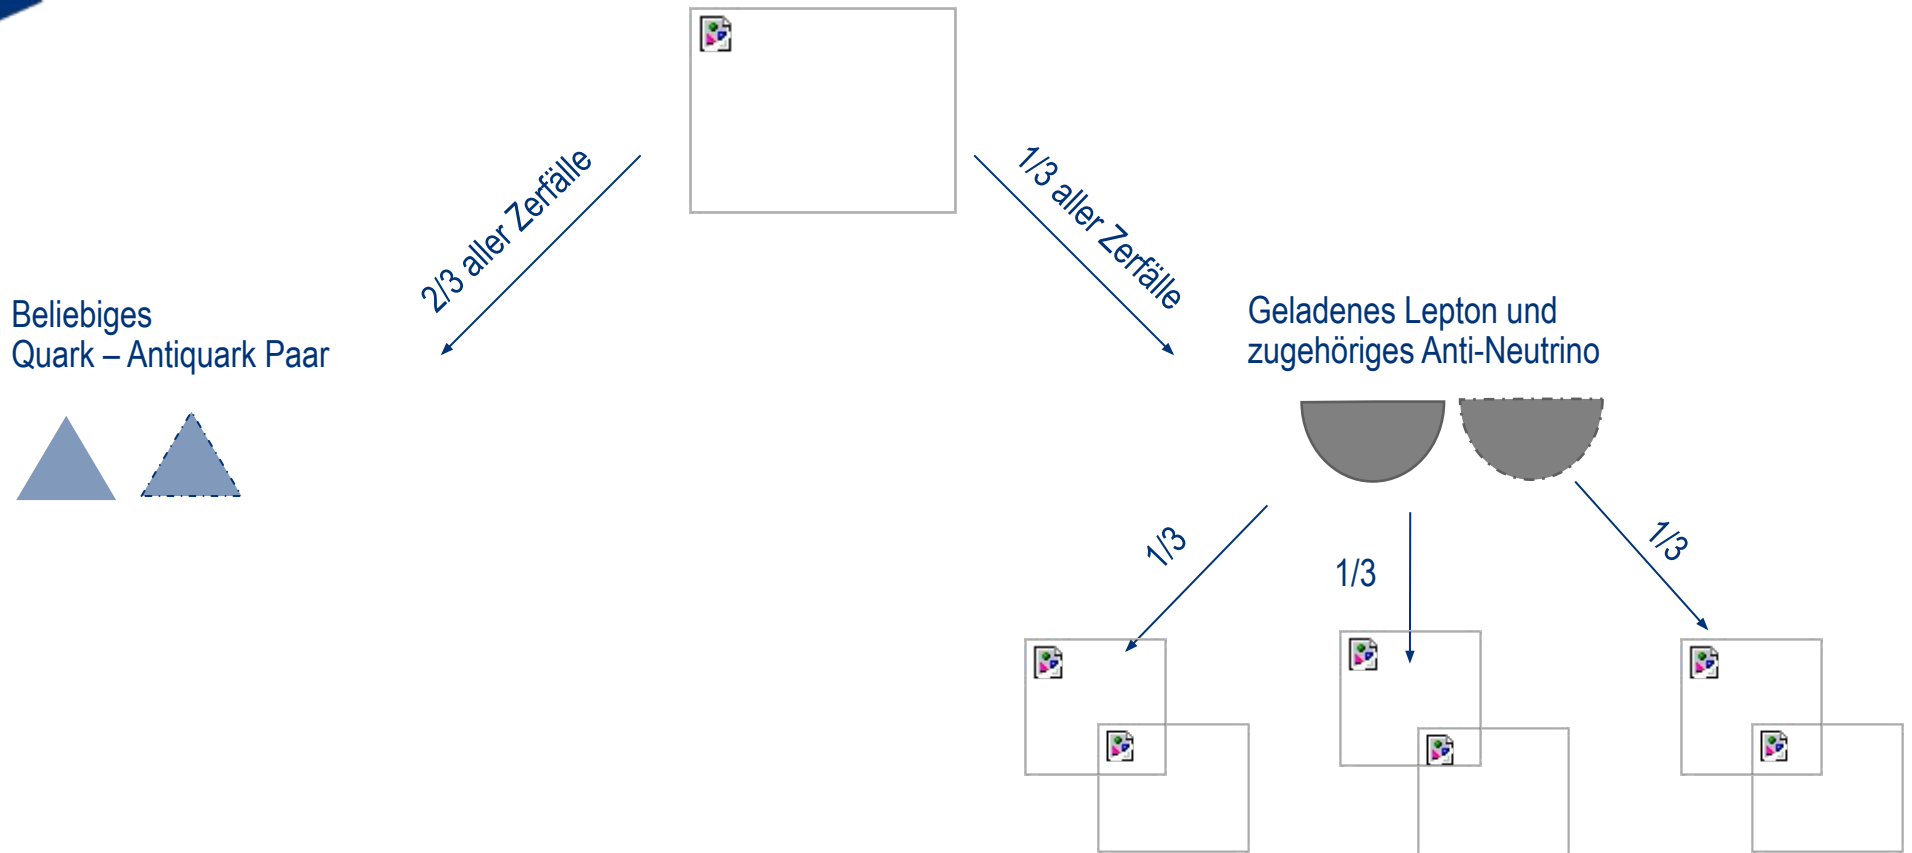 2/3 aller Zerfälle
1/3 aller Zerfälle
Beliebiges
Quark – Antiquark Paar
Geladenes Lepton und
zugehöriges Anti-Neutrino
1/3
1/3
1/3